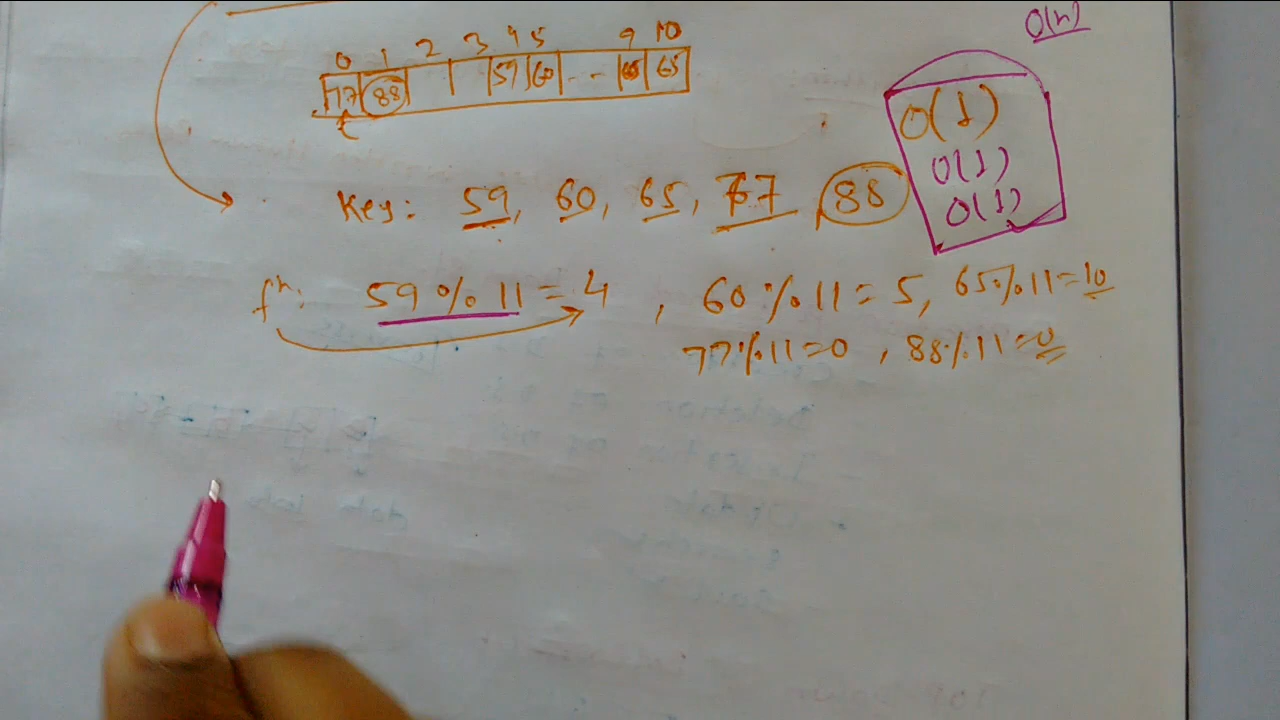 O(n)
0 1 2 3 4 5 9 10
77 88 59 60 - - 65
O(1)
O(1)
O(1)
Key: 59, 60, 65, 77 88
fⁿ: 59 % 11 = 4 , 60 % 11 = 5, 65 % 11 = 10
77 % 11 = 0 , 88 % 11 = 0